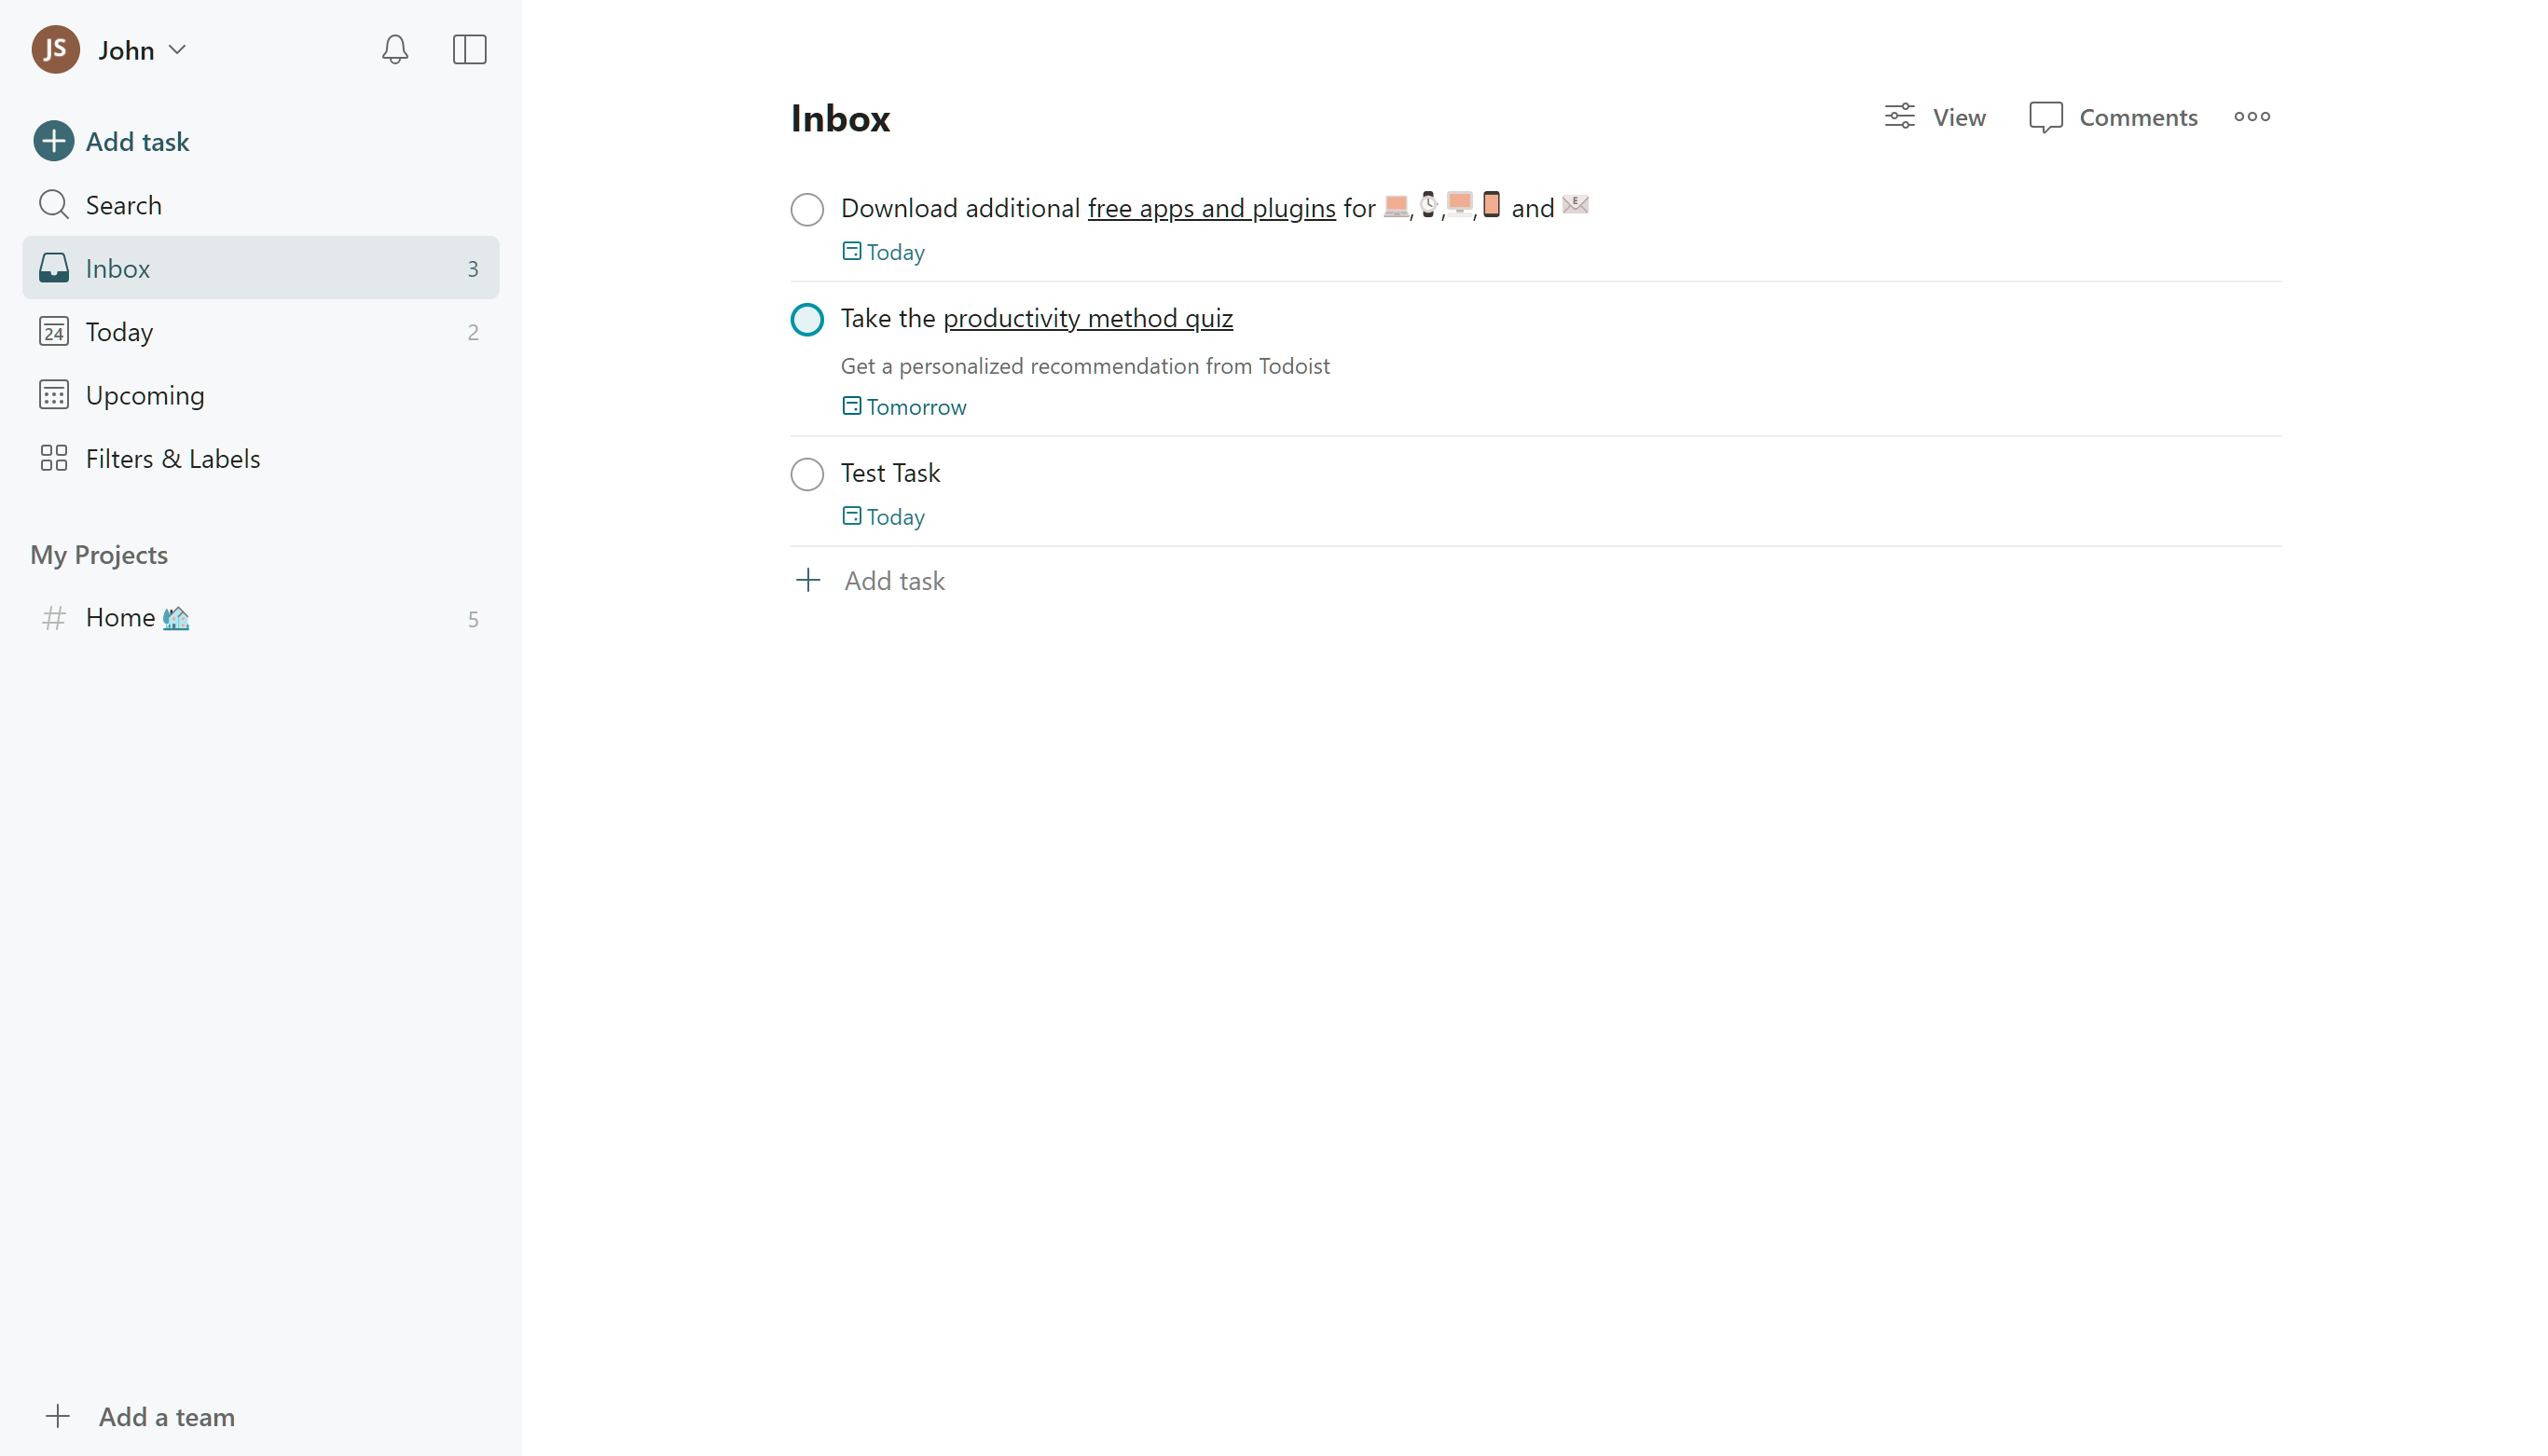 JS John
Add task
Search
Inbox 3
24 Today 2
Upcoming
Filters & Labels
My Projects
# Home 5
Add a team
Inbox
View
Comments
Download additional free apps and plugins for 💻,⌚,🖥,📱 and 📧
Today
Take the productivity method quiz
Get a personalized recommendation from Todoist
Tomorrow
Test Task
Today
Add task